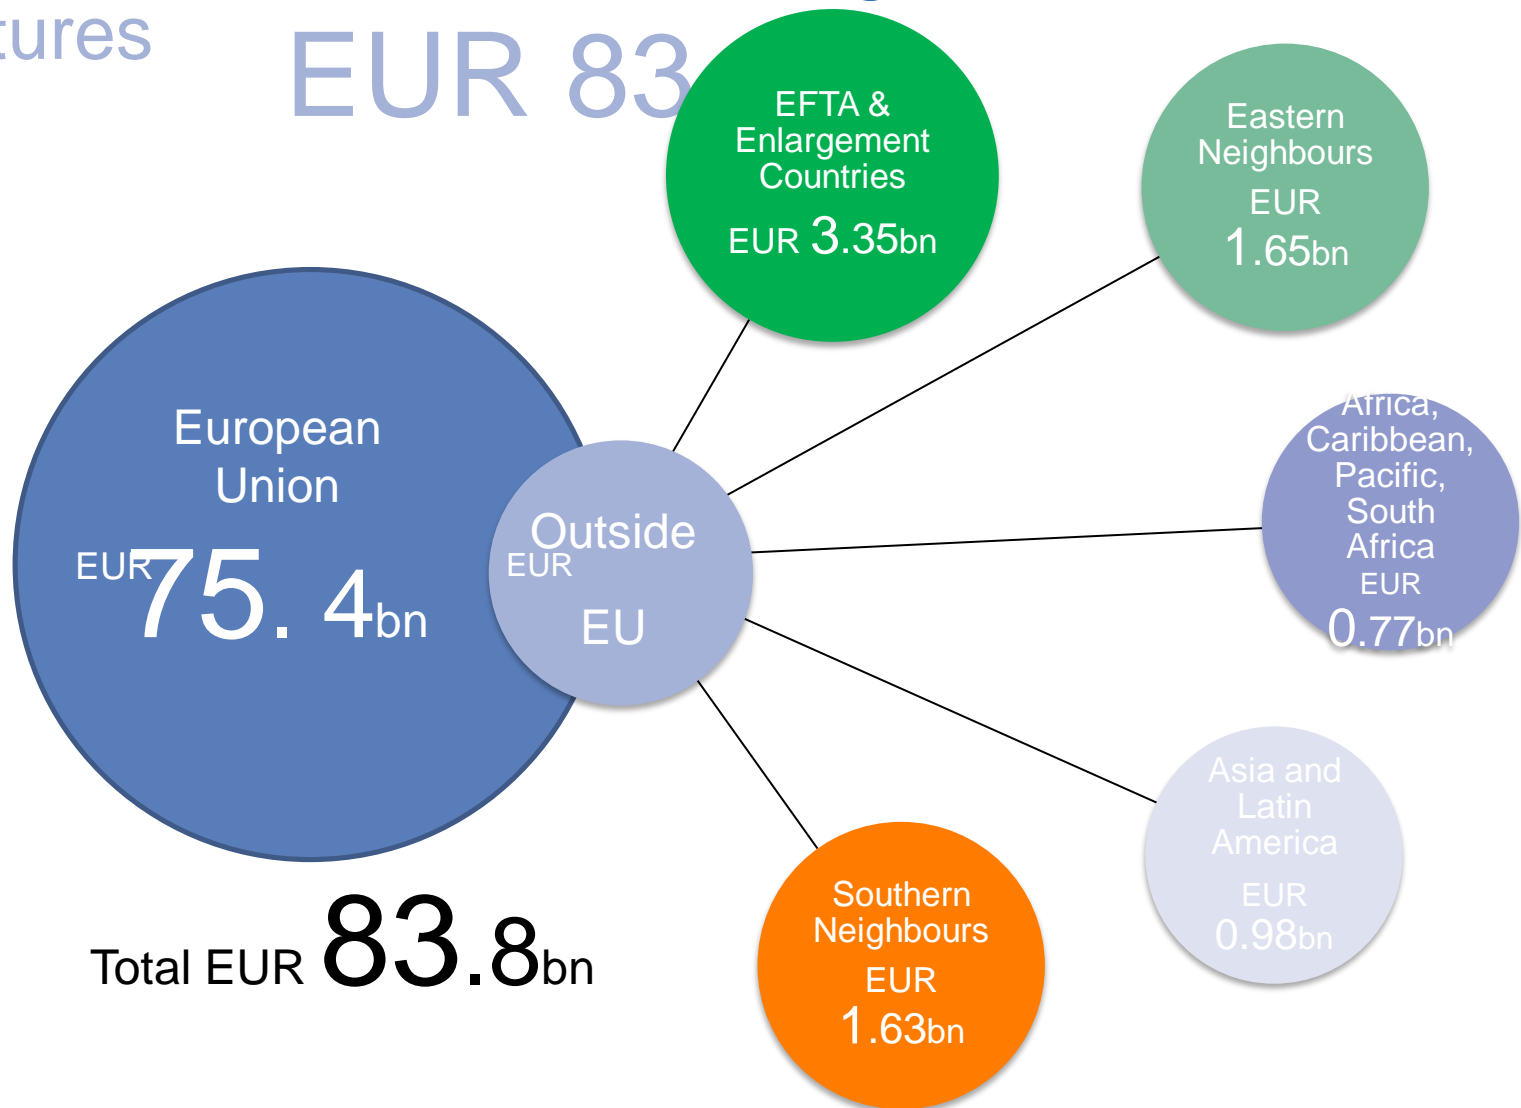 EUR 83
EFTA &
Enlargement
Countries
EUR 3.35bn
Eastern
Neighbours
EUR
1.65bn
European
Union
EUR 75. 4bn
Outside
EUR
EU
Africa,
Caribbean,
Pacific,
South
Africa
EUR
0.77bn
Asia and
Latin
America
EUR
0.98bn
Southern
Neighbours
EUR
1.63bn
Total EUR 83.8bn